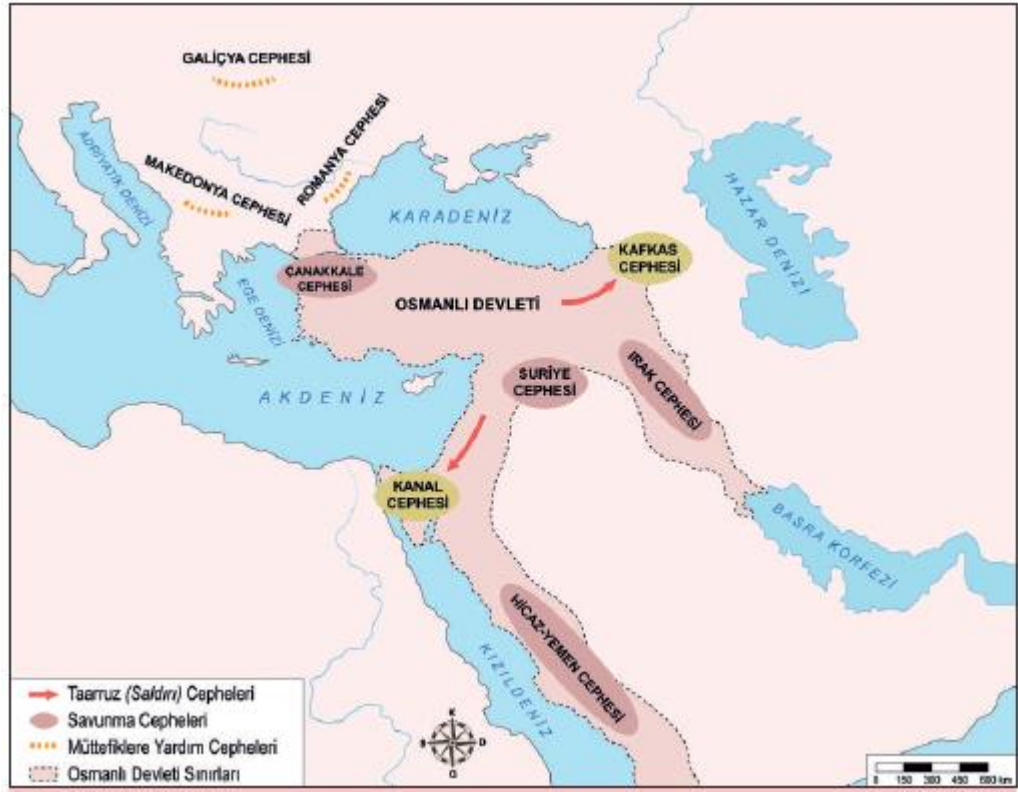 GALİÇYA CEPHESİ
ROMANYA CEPHESİ
MAKEDONYA CEPHESİ
ADRİYATİK DENİZİ
KARADENİZ
HAZAR DENİZİ
KAFKAS
CEPHESİ
ÇANAKKALE
CEPHESİ
EGE DENİZİ
OSMANLI DEVLETİ
SURİYE
CEPHESİ
IRAK CEPHESİ
AKDENİZ
KANAL
CEPHESİ
BASRA KÖRFEZİ
HİCAZ-YEMEN CEPHESİ
KIZILDENİZ
Taarruz (Saldırı) Cepheleri
Savunma Cepheleri
Müttefiklere Yardım Cepheleri
Osmanlı Devleti Sınırları
K
B D
G
0 150 300 450 600 km